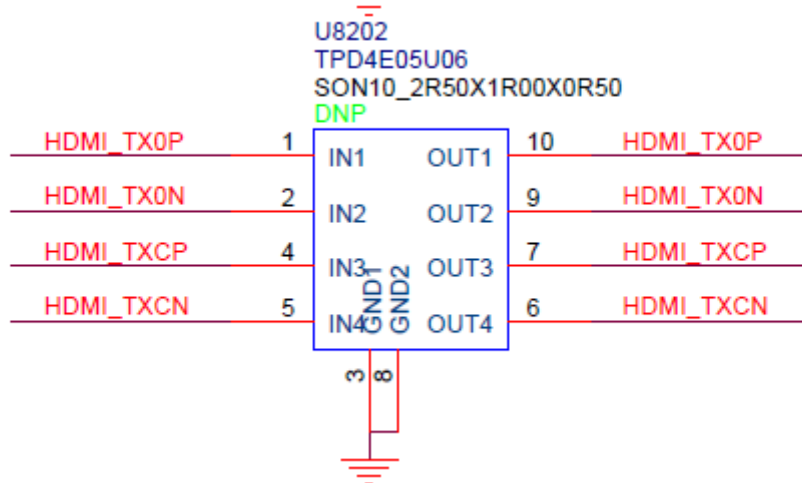 U8202
TPD4E05U06
SON10_2R50X1R00X0R50
DNP
HDMI_TX0P 1 IN1 OUT1 10 HDMI_TX0P
HDMI_TX0N 2 IN2 OUT2 9 HDMI_TX0N
HDMI_TXCP 4 IN3 OUT3 7 HDMI_TXCP
HDMI_TXCN 5 IN4 OUT4 6 HDMI_TXCN
GND1
GND2
3
8